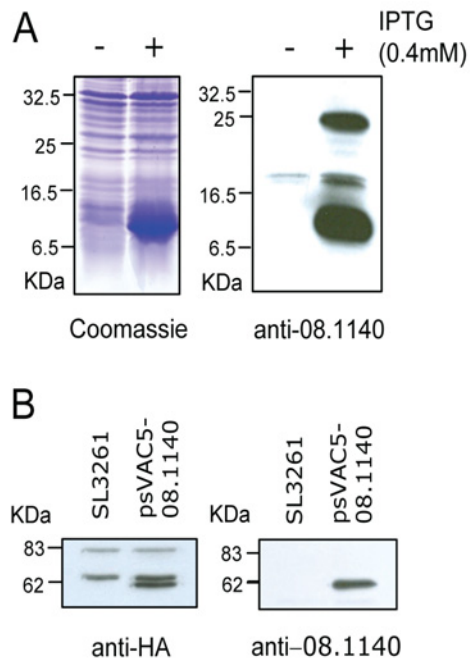 A
IPTG
(0.4mM)
- +
- +
32.5
25
16.5
6.5
KDa
32.5
25
16.5
6.5
KDa
Coomassie
anti-08.1140
B
SL3261
psVAC5-
08.1140
SL3261
psVAC5-
08.1140
KDa
83
62
KDa
83
62
anti-HA
anti-08.1140